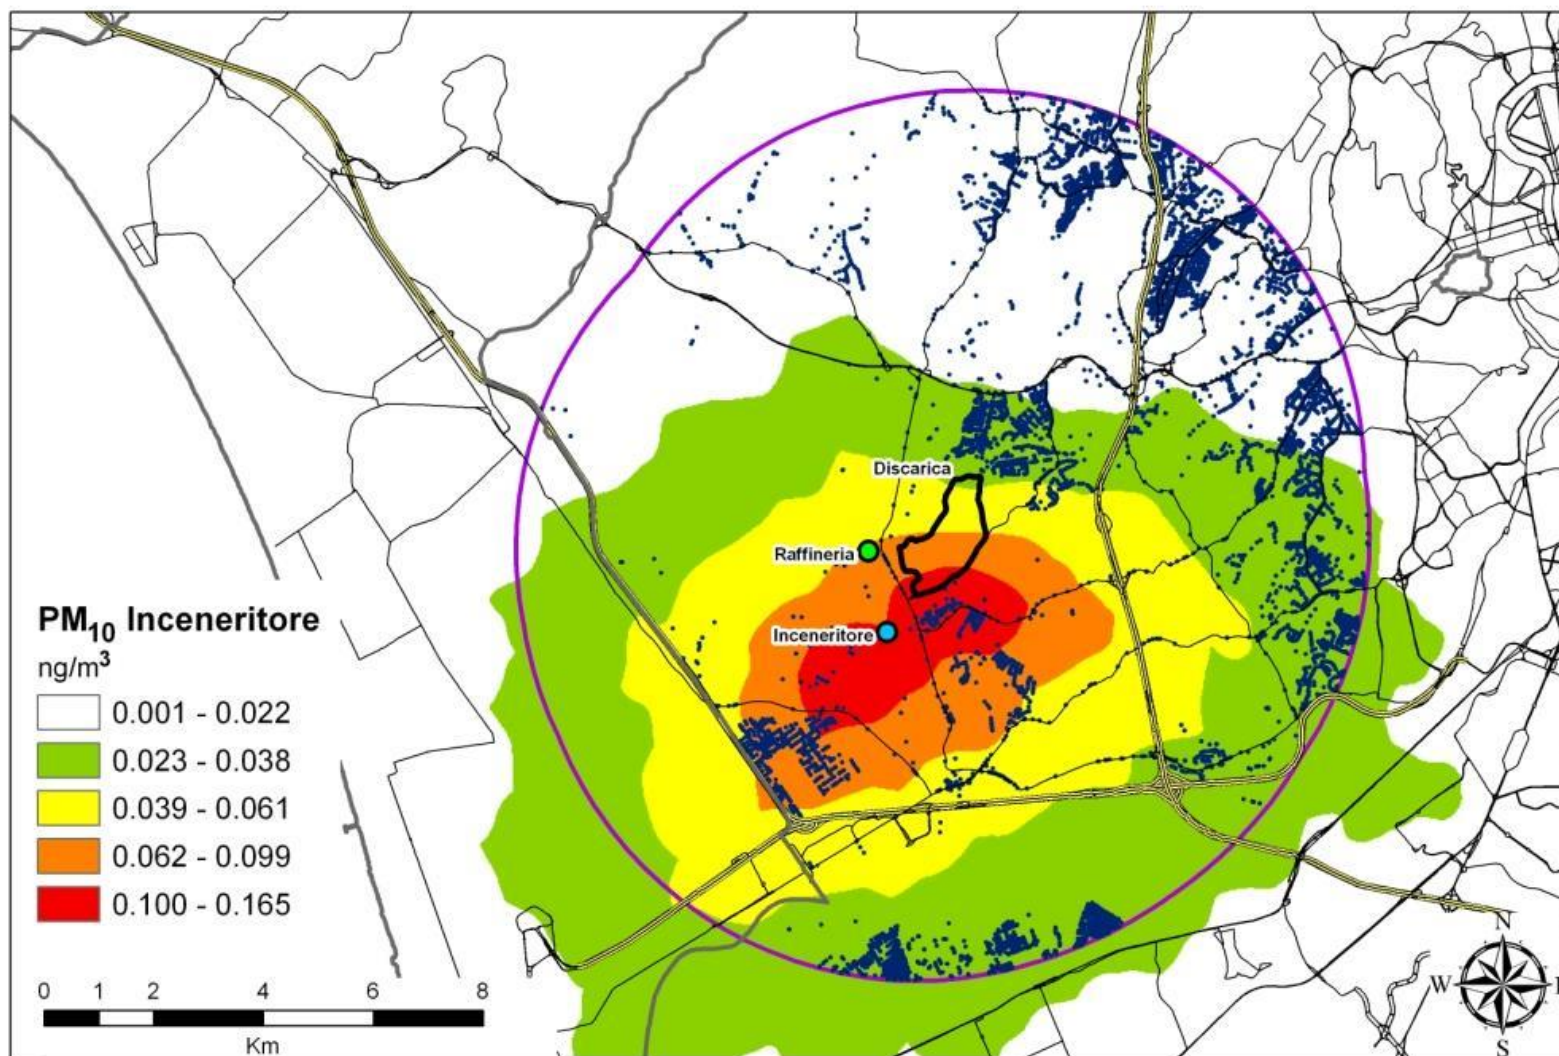 Discarica
Raffineria
Inceneritore
PM₁₀ Inceneritore
ng/m³
0.001 - 0.022
0.023 - 0.038
0.039 - 0.061
0.062 - 0.099
0.100 - 0.165
0 1 2 4 6 8
Km
N
W
S